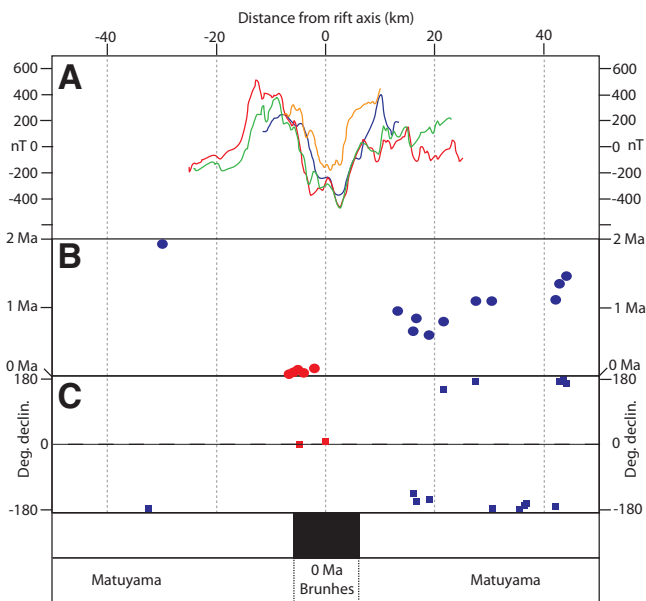 Distance from rift axis (km)
-40 -20 0 20 40
A
600 600
400 400
200 200
nT 0 0 nT
-200 -200
-400 -400
2 Ma 2 Ma
B
1 Ma 1 Ma
0 Ma 0 Ma
180 180
C
Deg. declin. 0 0 Deg. declin.
-180 -180
Matuyama 0 Ma Matuyama
Brunhes